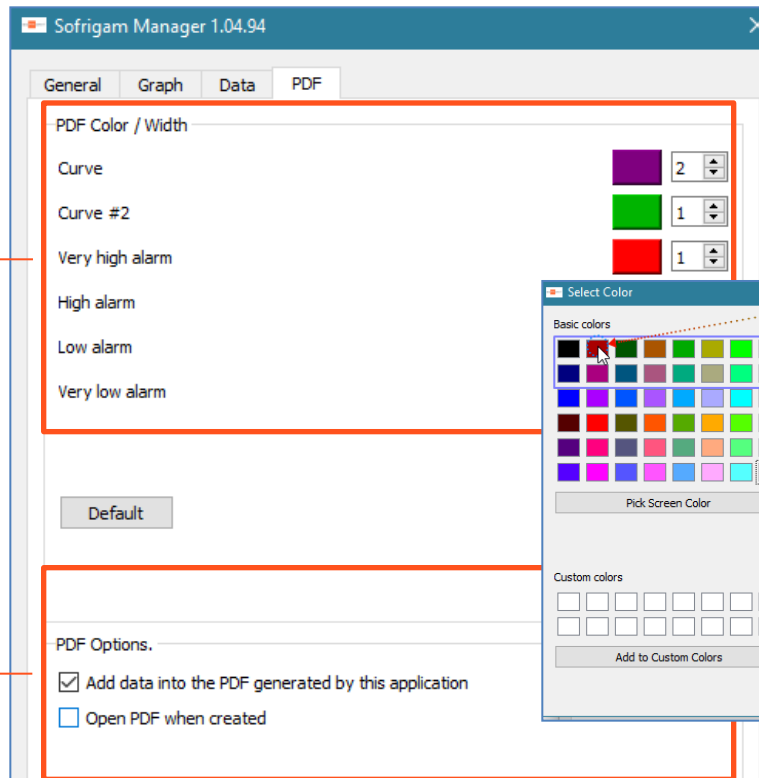 Sofrigam Manager 1.04.94
General Graph Data PDF
PDF Color / Width
Curve 2
Curve #2 1
Very high alarm 1
High alarm
Low alarm
Very low alarm
Default
PDF Options.
Add data into the PDF generated by this application
Open PDF when created
Select Color
Basic colors
Pick Screen Color
Custom colors
Add to Custom Colors